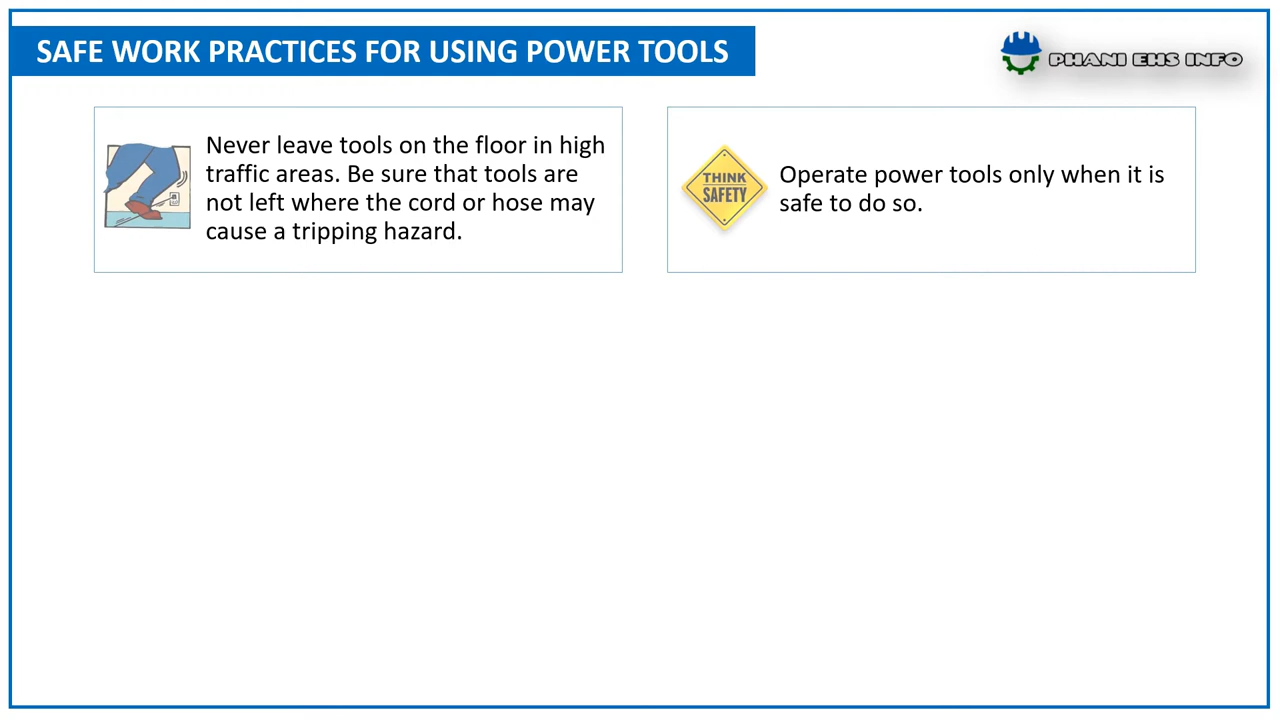 SAFE WORK PRACTICES FOR USING POWER TOOLS
PHANI EHS INFO
Never leave tools on the floor in high
traffic areas. Be sure that tools are
not left where the cord or hose may
cause a tripping hazard.
THINK
SAFETY
Operate power tools only when it is
safe to do so.